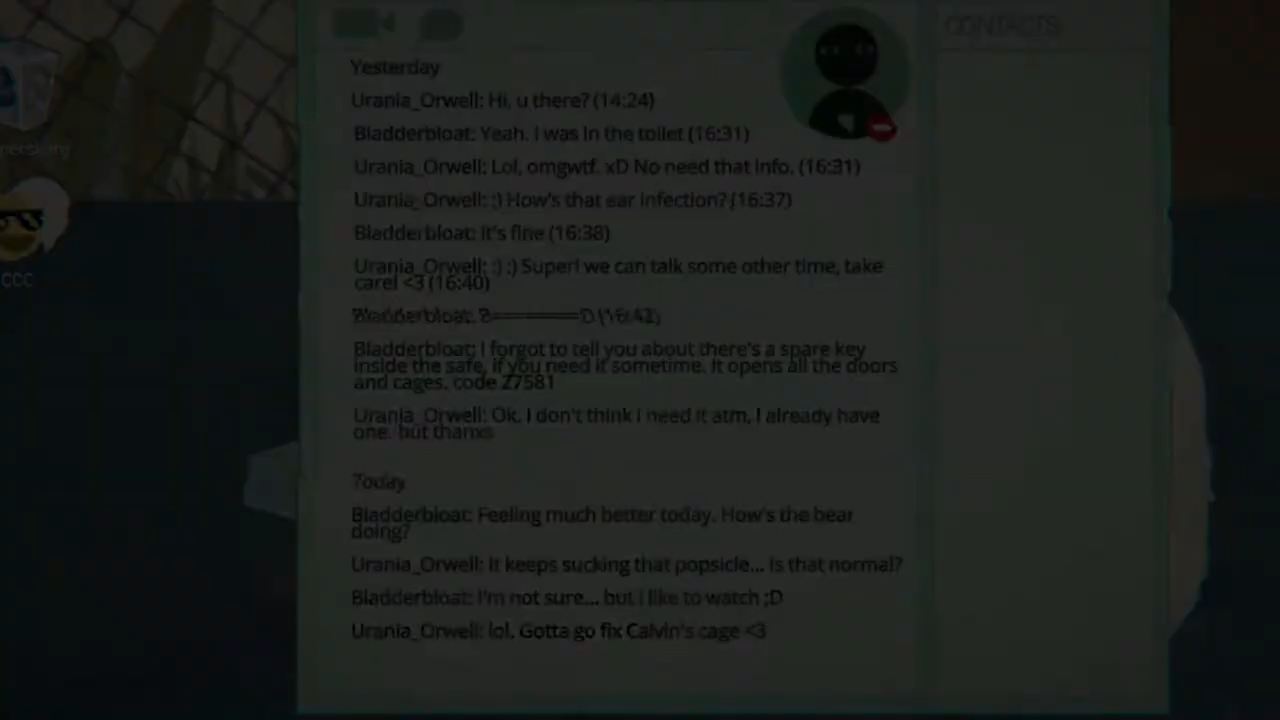 CONTACTS
Yesterday
Urania_Orwell: Hi, u there? (14:24)
Bladderbloat: Yeah. I was in the toilet (16:31)
Urania_Orwell: Lol, omgwtf. xD No need that info. (16:31)
Urania_Orwell: :) How's that ear infection? (16:37)
Bladderbloat: It's fine (16:38)
Urania_Orwell: :) :) Super! we can talk some other time, take
care! <3 (16:40)
Bladderbloat:
Bladderbloat: I forgot to tell you about there's a spare key
inside the safe, if you need it sometime. It opens all the doors
and cages. code 27581
Urania_Orwell: Ok. I don't think i need it atm, I already have
one. but thanxs
Today
Bladderbloat: Feeling much better today. How's the bear
doing?
Urania_Orwell: It keeps sucking that popsicle... Is that normal?
Bladderbloat: I'm not sure... but i like to watch ;D
Urania_Orwell: lol. Gotta go fix Calvin's cage <3
CCC